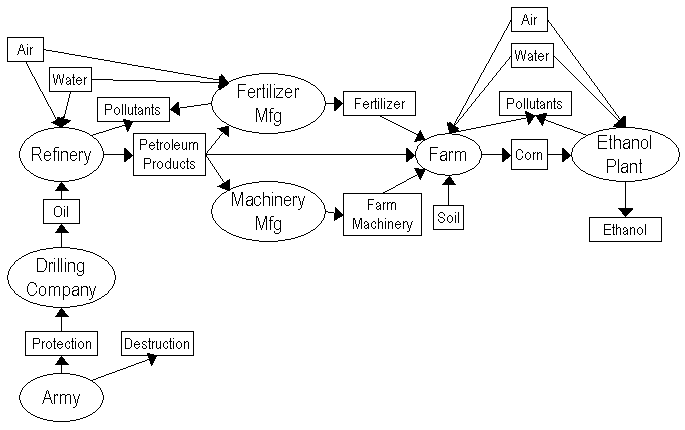 Air
Air
Water
Water
Pollutants
Fertilizer
Mfg
Fertilizer
Pollutants
Refinery
Petroleum
Products
Farm
Corn
Ethanol
Plant
Oil
Machinery
Mfg
Farm
Machinery
Soil
Ethanol
Drilling
Company
Protection
Destruction
Army